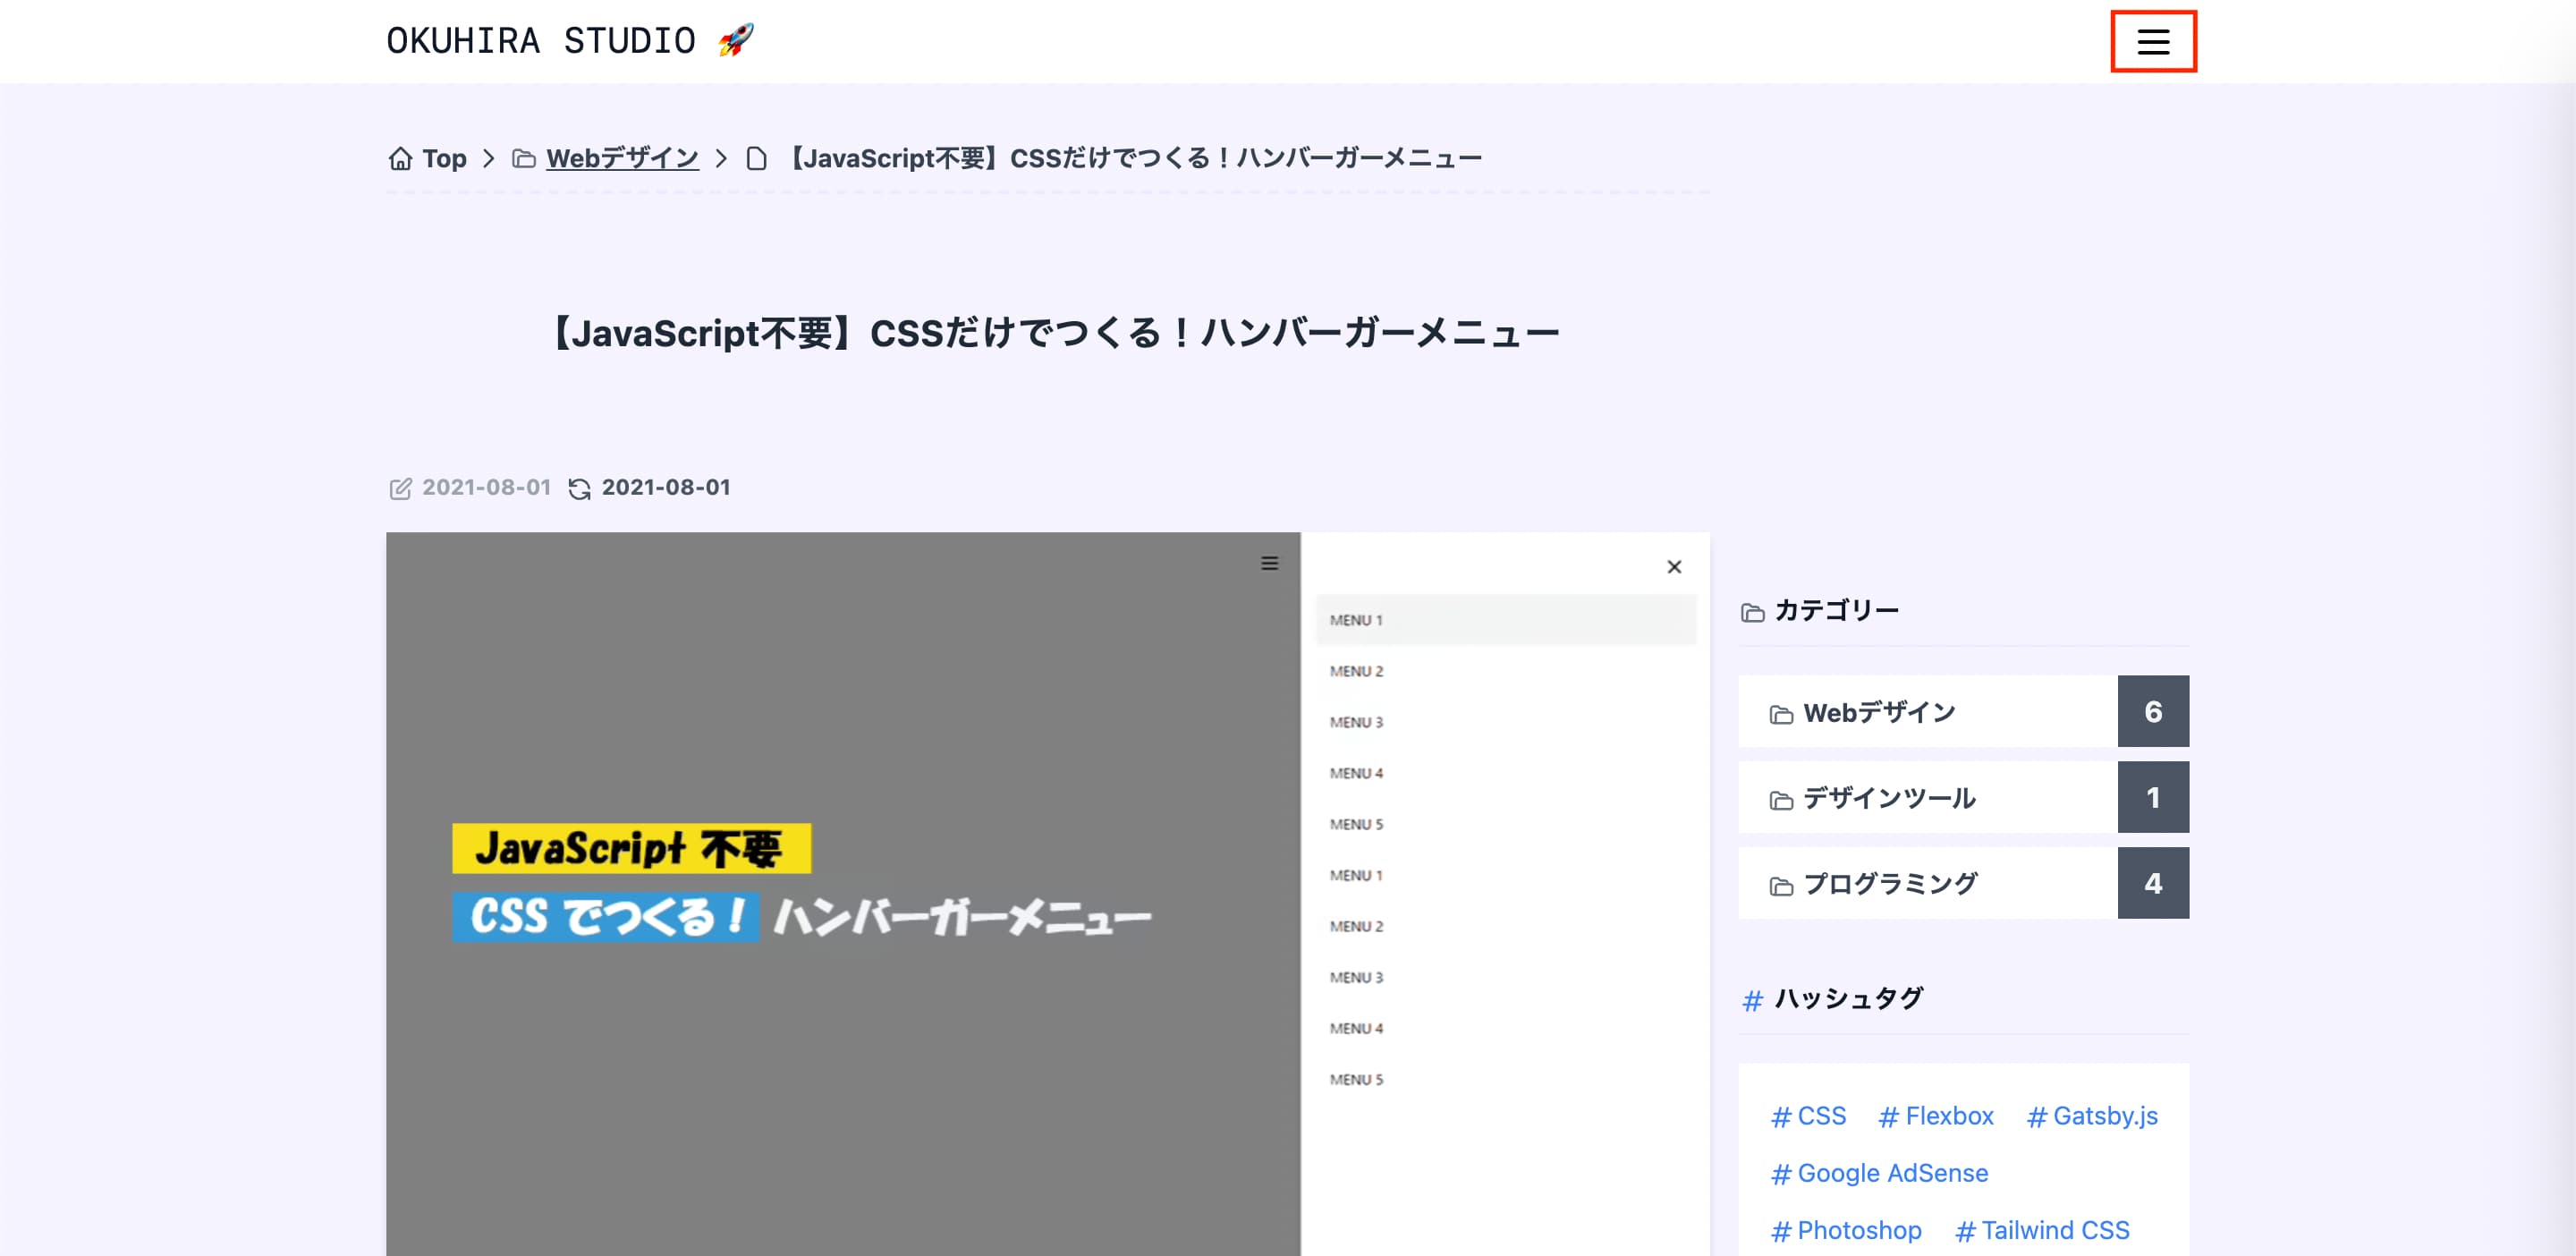 OKUHIRA STUDIO 🚀
Top > Webデザイン > 【JavaScript不要】CSSだけでつくる！ハンバーガーメニュー
【JavaScript不要】CSSだけでつくる！ハンバーガーメニュー
2021-08-01 2021-08-01
JavaScript 不要
CSS でつくる！ ハンバーガーメニュー
MENU 1
MENU 2
MENU 3
MENU 4
MENU 5
MENU 1
MENU 2
MENU 3
MENU 4
MENU 5
カテゴリー
Webデザイン 6
デザインツール 1
プログラミング 4
# ハッシュタグ
# CSS # Flexbox # Gatsby.js
# Google AdSense
# Photoshop # Tailwind CSS